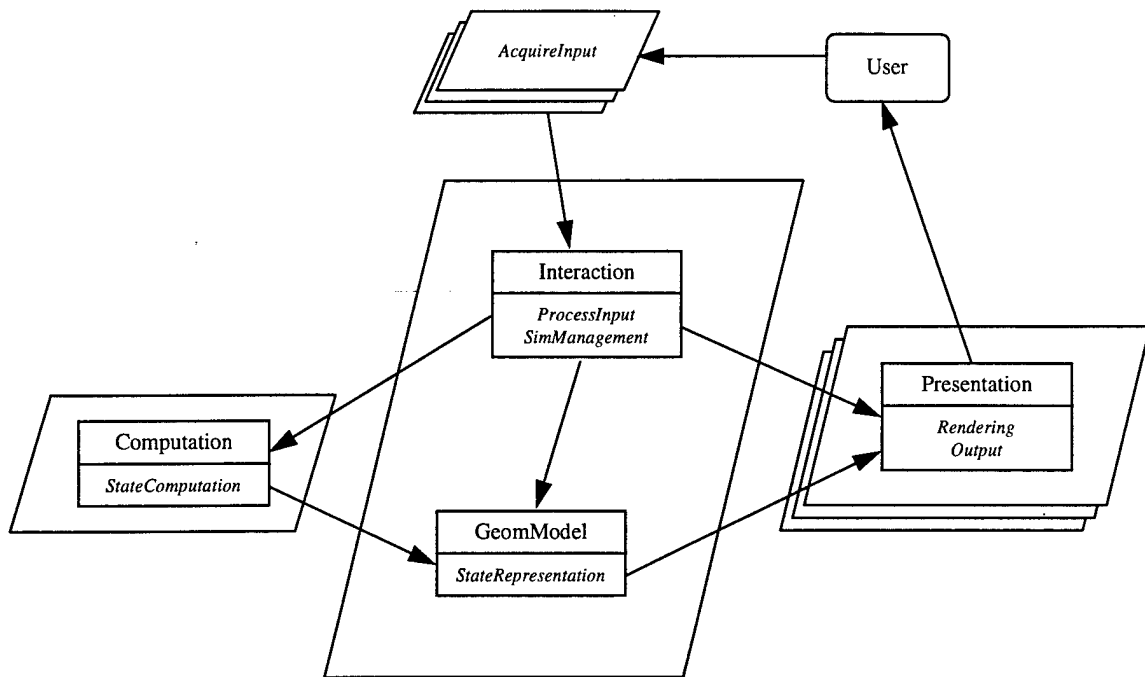 AcquireInput
User
Interaction
ProcessInput
SimManagement
Presentation
Rendering
Output
Computation
StateComputation
GeomModel
StateRepresentation